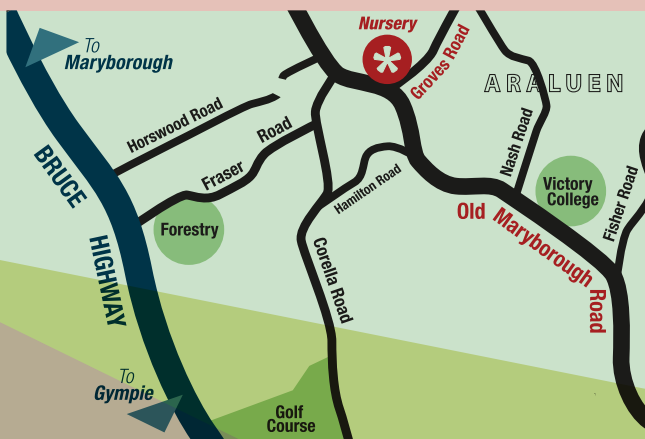 Nursery
To
Maryborough
Groves Road
ARALUEN
Horswood Road
Fraser Road
Nash Road
BRUCE
HIGHWAY
Hamilton Road
Victory
College
Fisher Road
Forestry
Old Maryborough Road
Corella Road
To
Gympie
Golf
Course